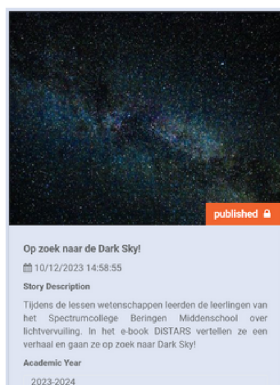 published
Op zoek naar de Dark Sky!
10/12/2023 14:58:55
Story Description
Tijdens de lessen wetenschappen leerden de leerlingen van
het Spectrumcollege Beringen Middenschool over
lichtvervuiling. In het e-book DiSTARS vertellen ze een
verhaal en gaan ze op zoek naar Dark Sky!
Academic Year
2023-2024